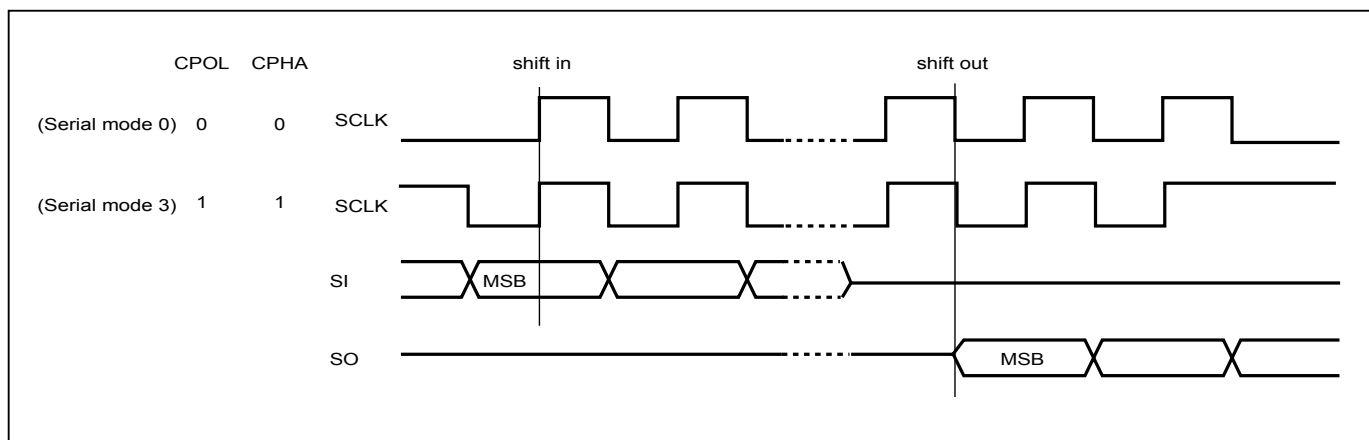 CPOL CPHA shift in shift out
(Serial mode 0) 0 0 SCLK
(Serial mode 3) 1 1 SCLK
SI MSB
SO MSB